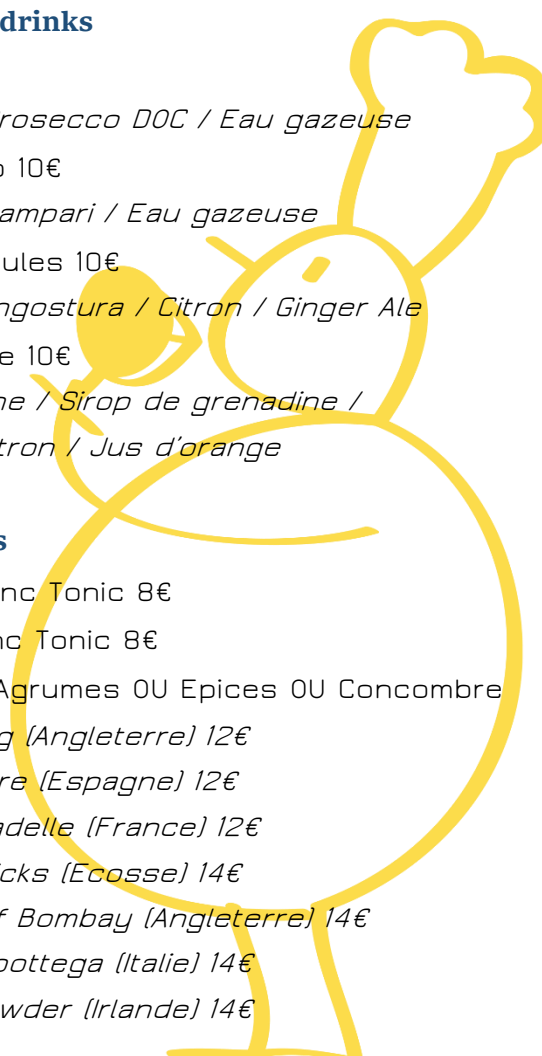 drinks
rosecco DOC / Eau gazeuse
o 10€
ampari / Eau gazeuse
ules 10€
ngostura / Citron / Ginger Ale
e 10€
ne / Sirop de grenadine /
tron / Jus d'orange
s
nc Tonic 8€
nc Tonic 8€
Agrumes OU Epices OU Concombre
g (Angleterre) 12€
re (Espagne) 12€
adelle (France) 12€
icks (Ecosse) 14€
f Bombay (Angleterre) 14€
bottega (Italie) 14€
wder (Irlande) 14€